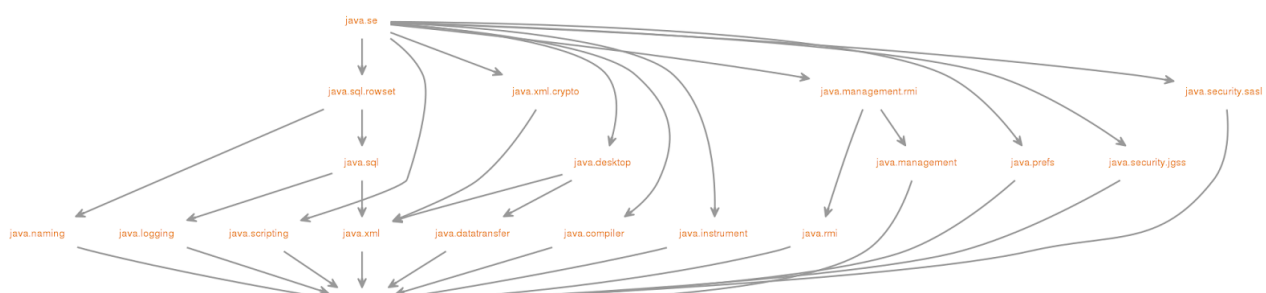 java.se
java.sql.rowset
java.xml.crypto
java.management.rmi
java.security.sasl
java.sql
java.desktop
java.management
java.prefs
java.security.jgss
java.naming
java.logging
java.scripting
java.xml
java.datatransfer
java.compiler
java.instrument
java.rmi